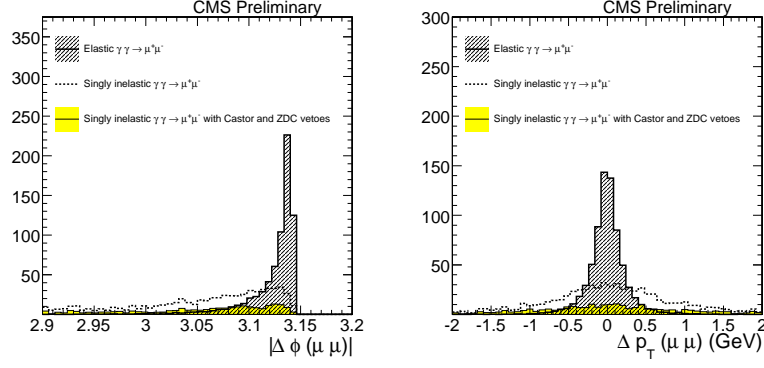 CMS Preliminary
350
300
250
200
150
100
50
Elastic γ γ → μ⁺μ⁻
Singly inelastic γ γ → μ⁺μ⁻
Singly inelastic γ γ → μ⁺μ⁻ with Castor and ZDC vetoes
2.9 2.95 3 3.05 3.1 3.15 3.2
|Δ φ (μ μ)|
CMS Preliminary
300
250
200
150
100
50
Elastic γ γ → μ⁺μ⁻
Singly inelastic γ γ → μ⁺μ⁻
Singly inelastic γ γ → μ⁺μ⁻ with Castor and ZDC vetoes
-2 -1.5 -1 -0.5 0 0.5 1 1.5 2
Δ p_T (μ μ) (GeV)